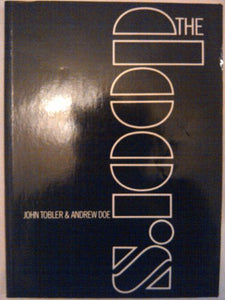 THE
DOORS
JOHN TOBLER & ANDREW DOE